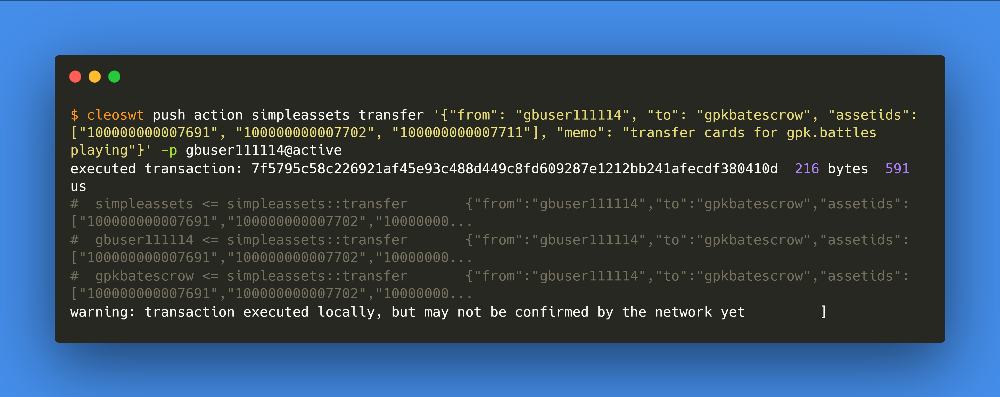 $ cleoswt push action simpleassets transfer '{"from": "gbuser111114", "to": "gpkbatescrow", "assetids":
["100000000007691", "100000000007702", "100000000007711"], "memo": "transfer cards for gpk.battles
playing"}' -p gbuser111114@active
executed transaction: 7f5795c58c226921af45e93c488d449c8fd609287e1212bb241afecdf380410d  216 bytes  591
us
#  simpleassets <= simpleassets::transfer       {"from":"gbuser111114","to":"gpkbatescrow","assetids":
["100000000007691","100000000007702","10000000...
#  gbuser111114 <= simpleassets::transfer       {"from":"gbuser111114","to":"gpkbatescrow","assetids":
["100000000007691","100000000007702","10000000...
#  gpkbatescrow <= simpleassets::transfer       {"from":"gbuser111114","to":"gpkbatescrow","assetids":
["100000000007691","100000000007702","10000000...
warning: transaction executed locally, but may not be confirmed by the network yet         ]